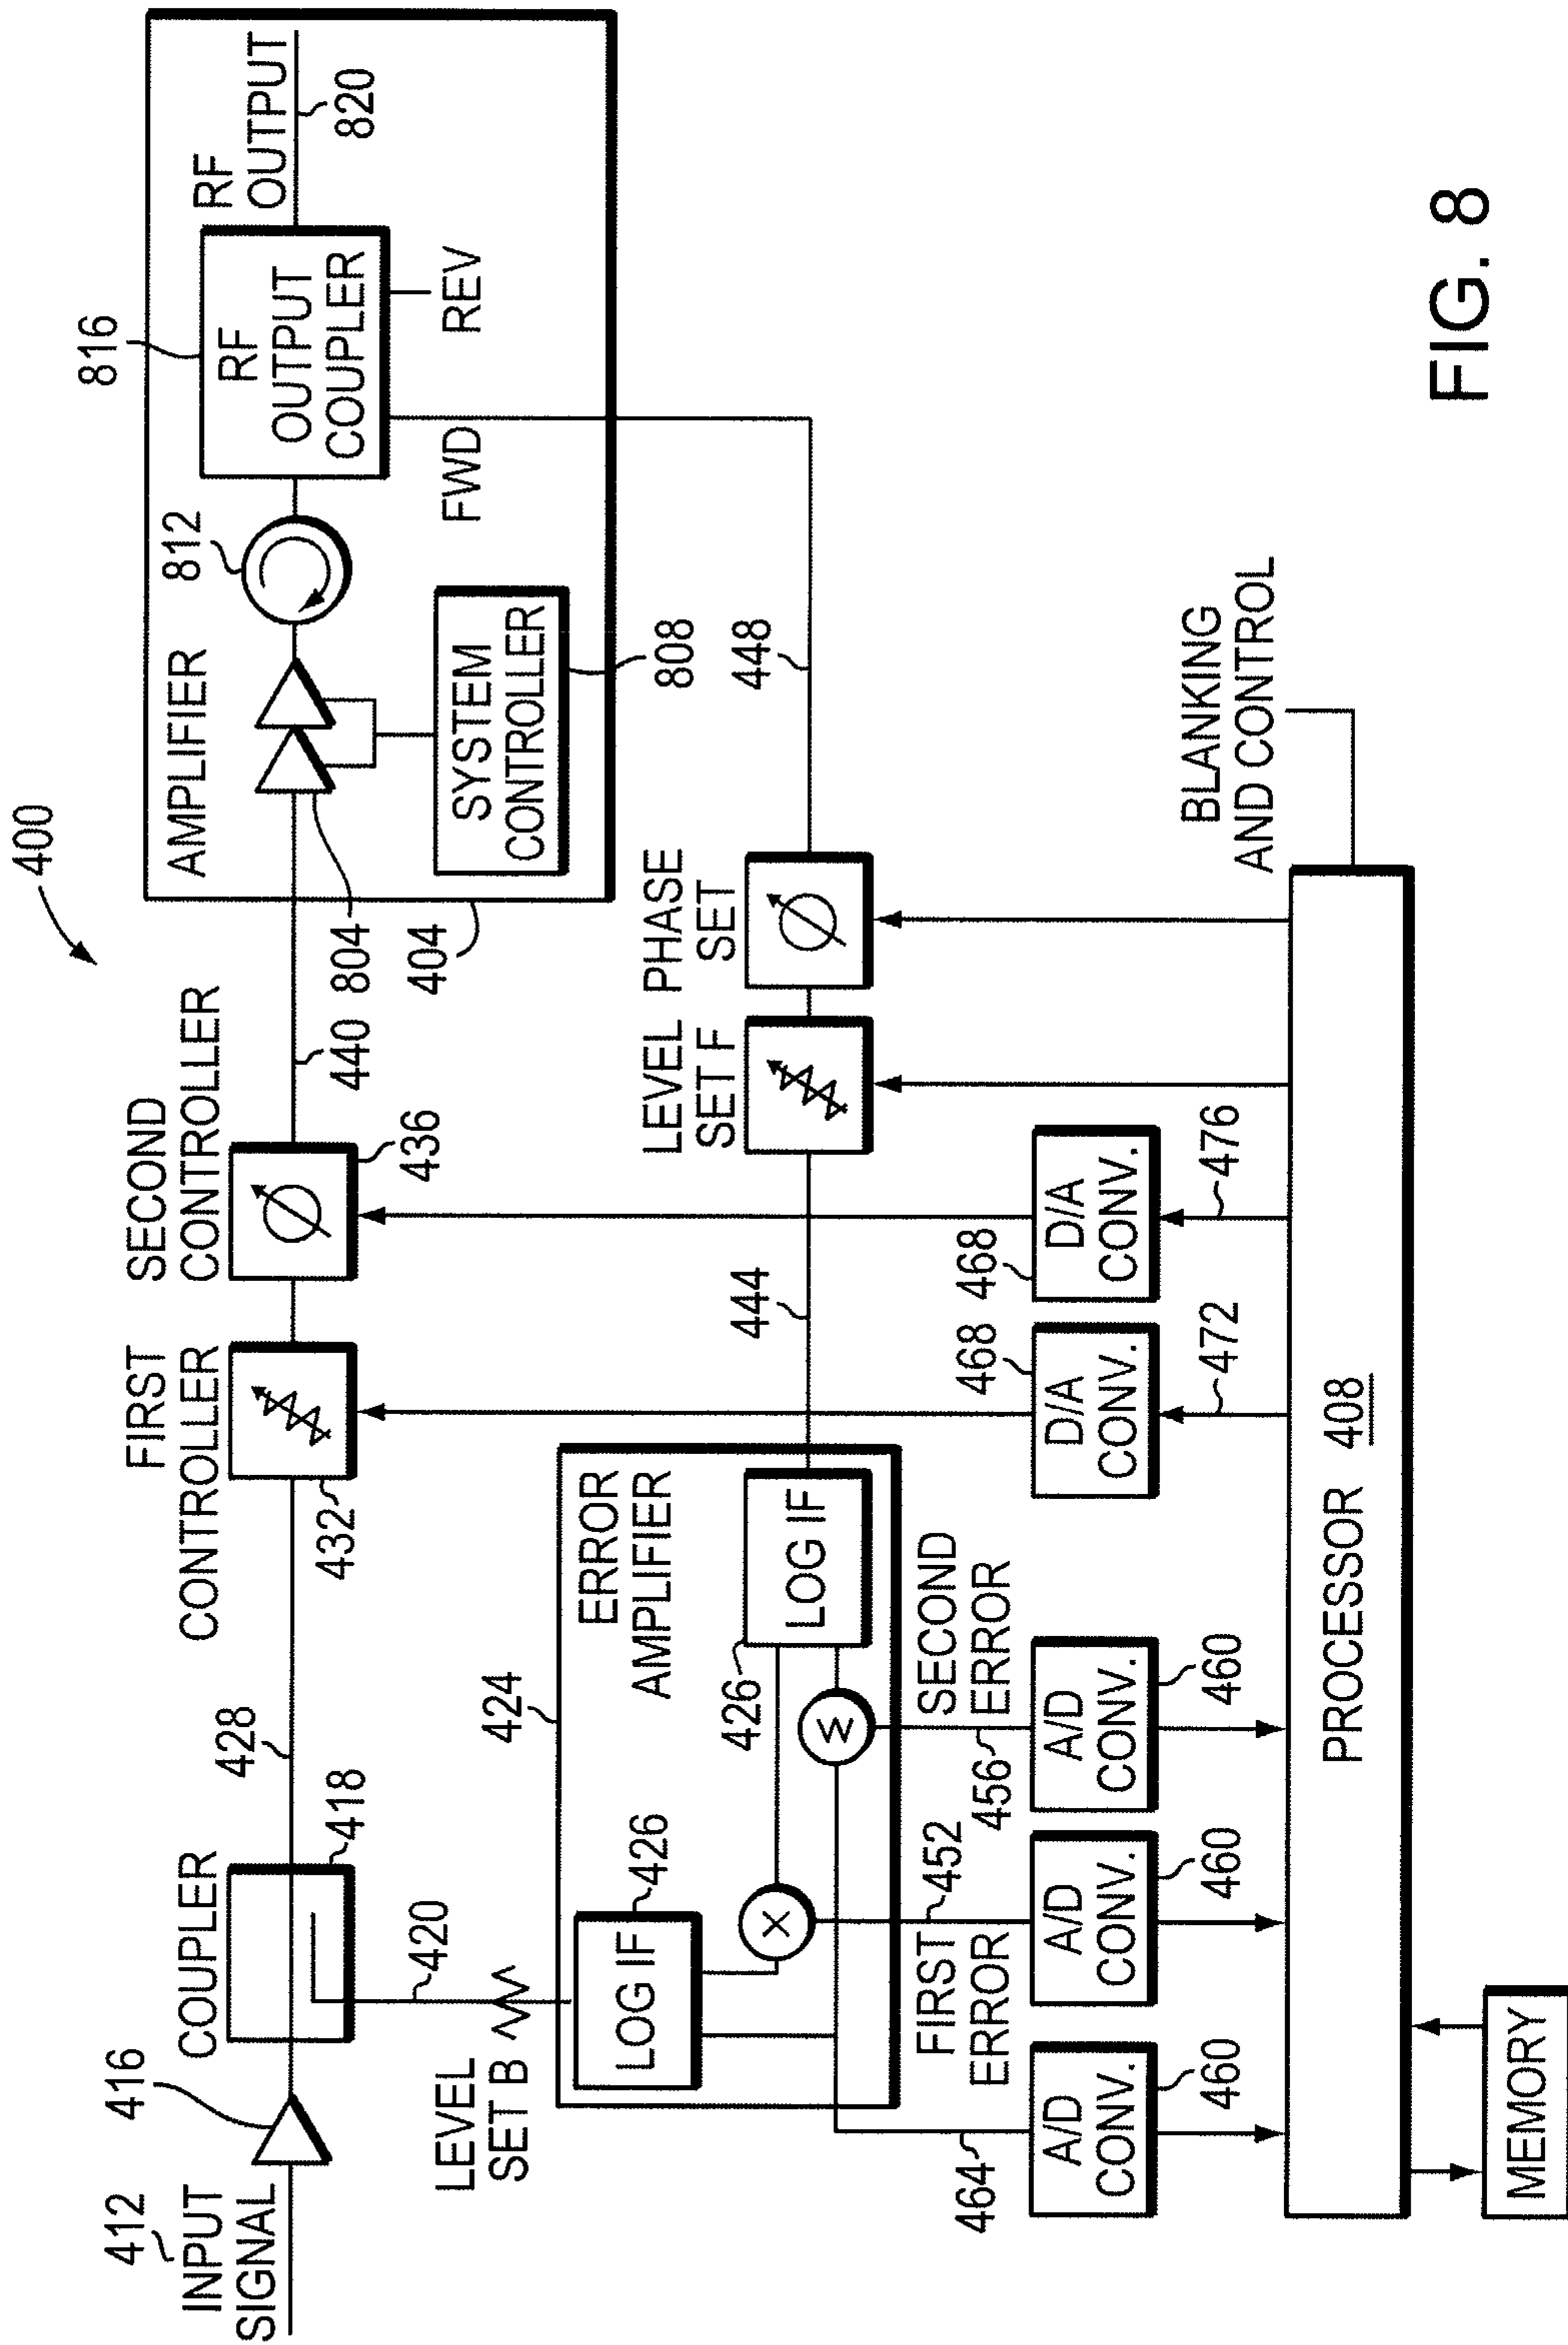 400
412
INPUT
SIGNAL
416
COUPLER
418
428
FIRST
CONTROLLER
432
SECOND
CONTROLLER
436
440
804
404
AMPLIFIER
812
816
RF
OUTPUT
COUPLER
RF
OUTPUT
820
FWD
REV
SYSTEM
CONTROLLER
808
LEVEL
SET B
420
424
ERROR
AMPLIFIER
LOG IF
426
LOG IF
426
X
Σ
444
LEVEL
SET F
PHASE
SET
448
464
FIRST
ERROR
452
456
SECOND
ERROR
A/D
CONV.
460
A/D
CONV.
460
A/D
CONV.
460
D/A
CONV.
468
D/A
CONV.
468
472
476
PROCESSOR 408
BLANKING
AND CONTROL
MEMORY
FIG. 8